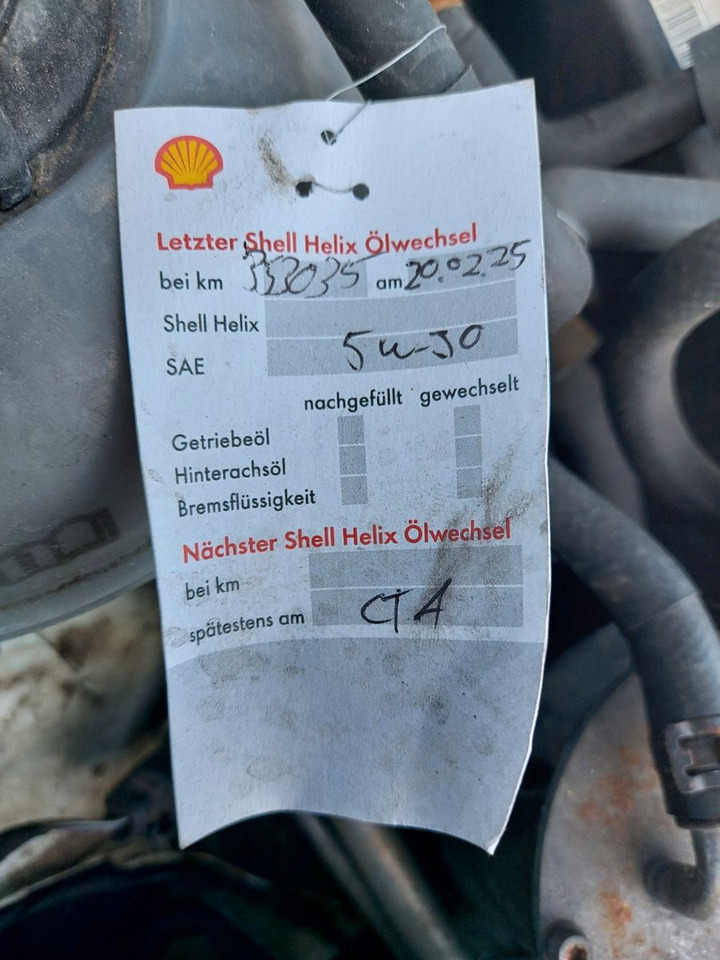 Letzter Shell Helix Ölwechsel
bei km 353035 am 20.02.25
Shell Helix
SAE 5w-30
nachgefüllt gewechselt
Getriebeöl
Hinterachsöl
Bremsflüssigkeit
Nächster Shell Helix Ölwechsel
bei km
spätestens am